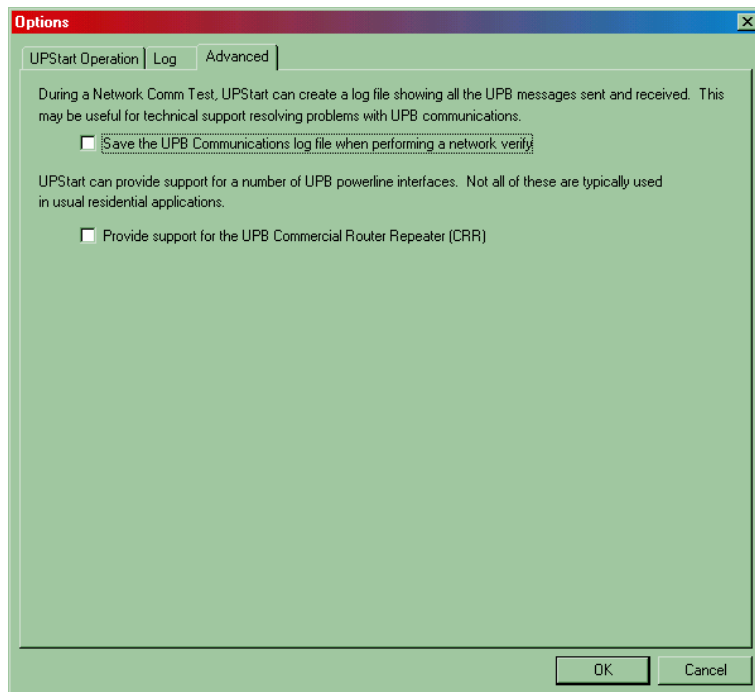 Options
UPStart Operation Log Advanced
During a Network Comm Test, UPStart can create a log file showing all the UPB messages sent and received. This
may be useful for technical support resolving problems with UPB communications.
Save the UPB Communications log file when performing a network verify
UPStart can provide support for a number of UPB powerline interfaces. Not all of these are typically used
in usual residential applications.
Provide support for the UPB Commercial Router Repeater (CRR)
OK Cancel